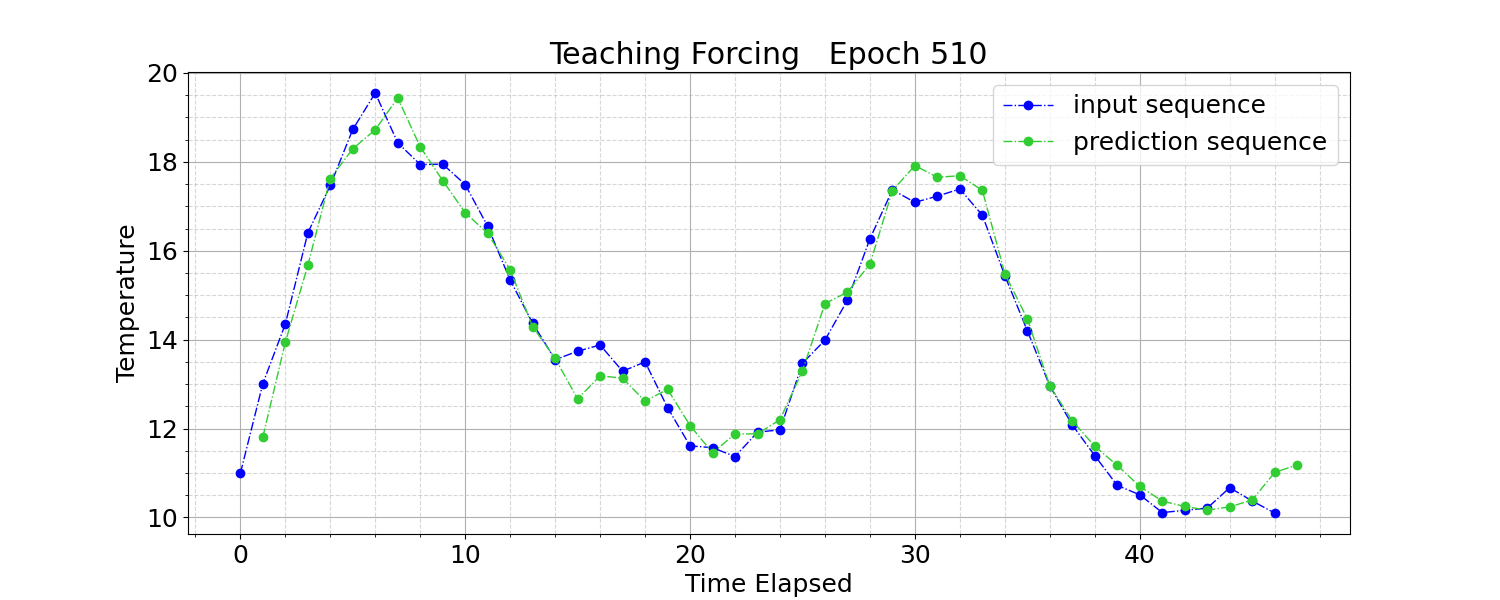 Teaching Forcing   Epoch 510
20
18
16
14
12
10
Temperature
input sequence
prediction sequence
0 10 20 30 40
Time Elapsed